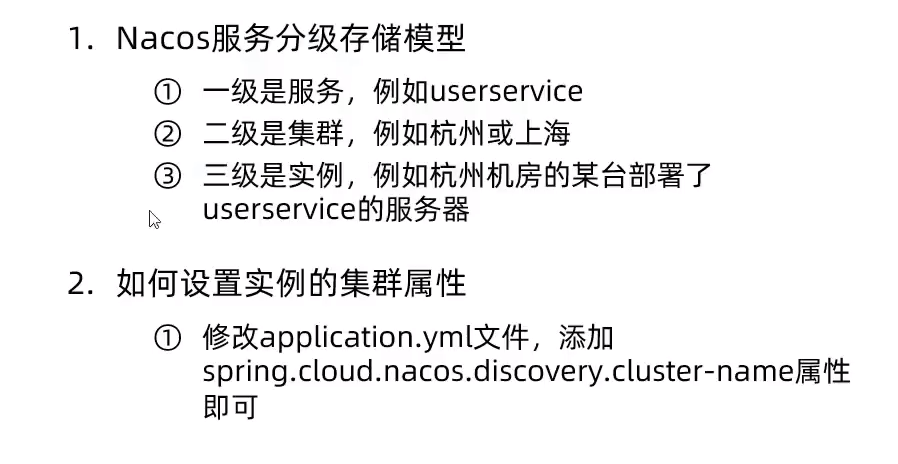 1. Nacos服务分级存储模型
① 一级是服务，例如userservice
② 二级是集群，例如杭州或上海
③ 三级是实例，例如杭州机房的某台部署了
userservice的服务器
2. 如何设置实例的集群属性
① 修改application.yml文件，添加
spring.cloud.nacos.discovery.cluster-name属性
即可